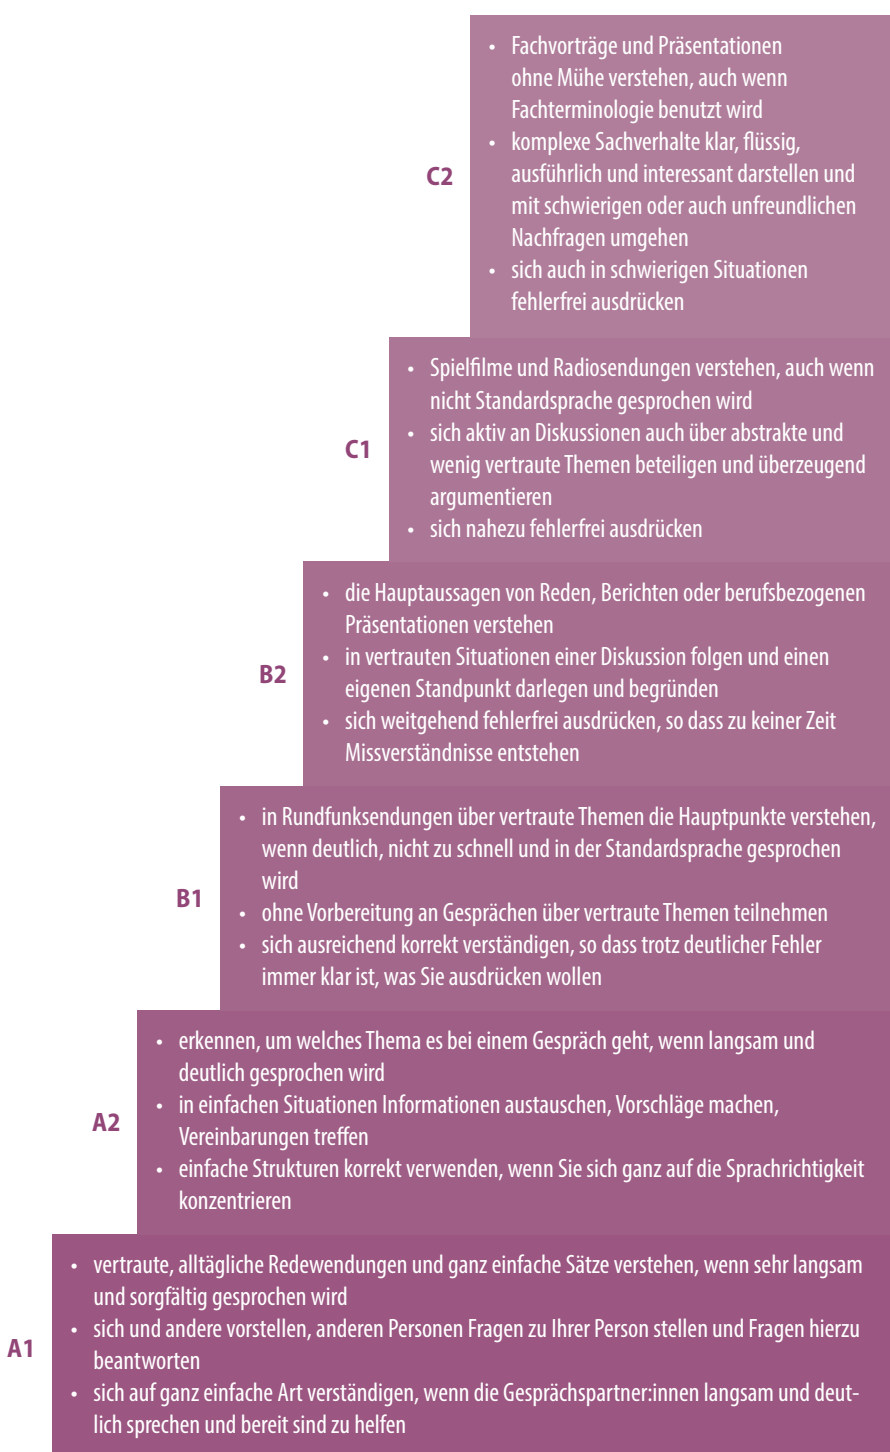 • Fachvorträge und Präsentationen
ohne Mühe verstehen, auch wenn
Fachterminologie benutzt wird
• komplexe Sachverhalte klar, flüssig,
ausführlich und interessant darstellen und
C2
mit schwierigen oder auch unfreundlichen
Nachfragen umgehen
• sich auch in schwierigen Situationen
fehlerfrei ausdrücken
• Spielfilme und Radiosendungen verstehen, auch wenn
nicht Standardsprache gesprochen wird
• sich aktiv an Diskussionen auch über abstrakte und
C1
wenig vertraute Themen beteiligen und überzeugend
argumentieren
• sich nahezu fehlerfrei ausdrücken
• die Hauptaussagen von Reden, Berichten oder berufsbezogenen
Präsentationen verstehen
• in vertrauten Situationen einer Diskussion folgen und einen
B2
eigenen Standpunkt darlegen und begründen
• sich weitgehend fehlerfrei ausdrücken, so dass zu keiner Zeit
Missverständnisse entstehen
• in Rundfunksendungen über vertraute Themen die Hauptpunkte verstehen,
wenn deutlich, nicht zu schnell und in der Standardsprache gesprochen
wird
B1
• ohne Vorbereitung an Gesprächen über vertraute Themen teilnehmen
• sich ausreichend korrekt verständigen, so dass trotz deutlicher Fehler
immer klar ist, was Sie ausdrücken wollen
• erkennen, um welches Thema es bei einem Gespräch geht, wenn langsam und
deutlich gesprochen wird
• in einfachen Situationen Informationen austauschen, Vorschläge machen,
A2
Vereinbarungen treffen
• einfache Strukturen korrekt verwenden, wenn Sie sich ganz auf die Sprachrichtigkeit
konzentrieren
• vertraute, alltägliche Redewendungen und ganz einfache Sätze verstehen, wenn sehr langsam
und sorgfältig gesprochen wird
• sich und andere vorstellen, anderen Personen Fragen zu Ihrer Person stellen und Fragen hierzu
A1
beantworten
• sich auf ganz einfache Art verständigen, wenn die Gesprächspartner:innen langsam und deut-
lich sprechen und bereit sind zu helfen